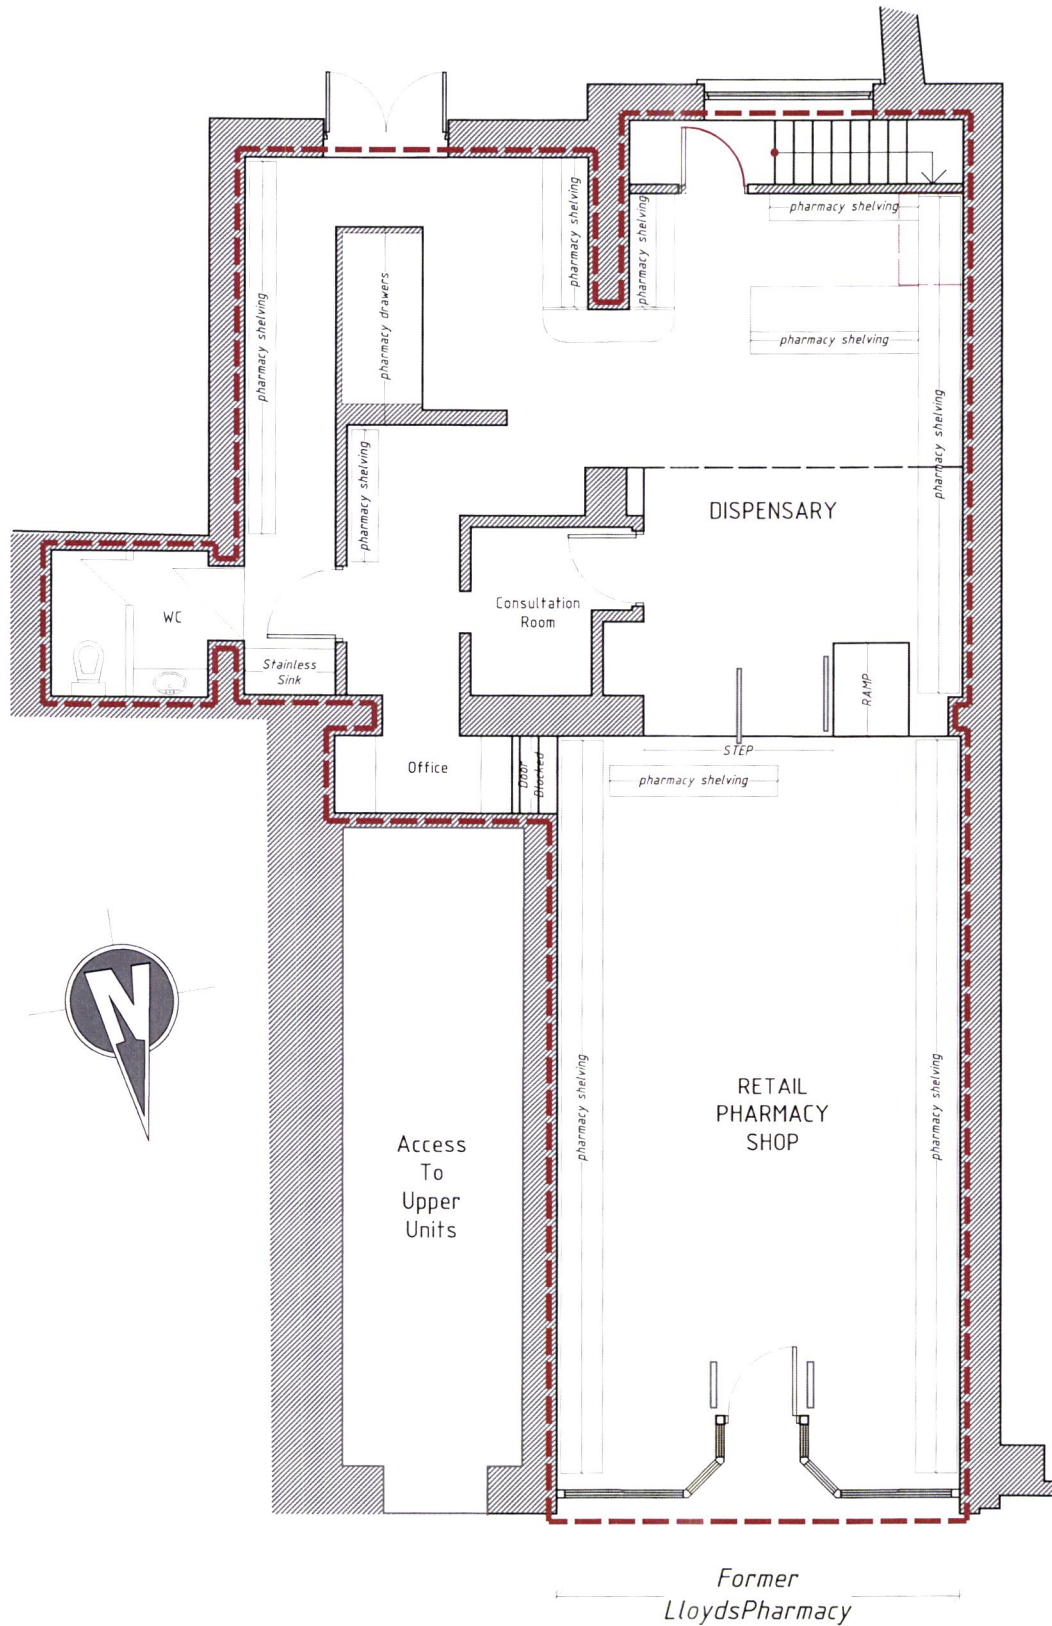 pharmacy shelving
pharmacy shelving
pharmacy shelving
pharmacy drawers
pharmacy shelving
pharmacy shelving
pharmacy shelving
pharmacy shelving
pharmacy shelving
DISPENSARY
Consultation
Room
WC
Stainless
Sink
RAMP
STEP
Office
Door
Blocked
pharmacy shelving
N
pharmacy shelving
pharmacy shelving
RETAIL
PHARMACY
SHOP
Access
To
Upper
Units
Former
LloydsPharmacy